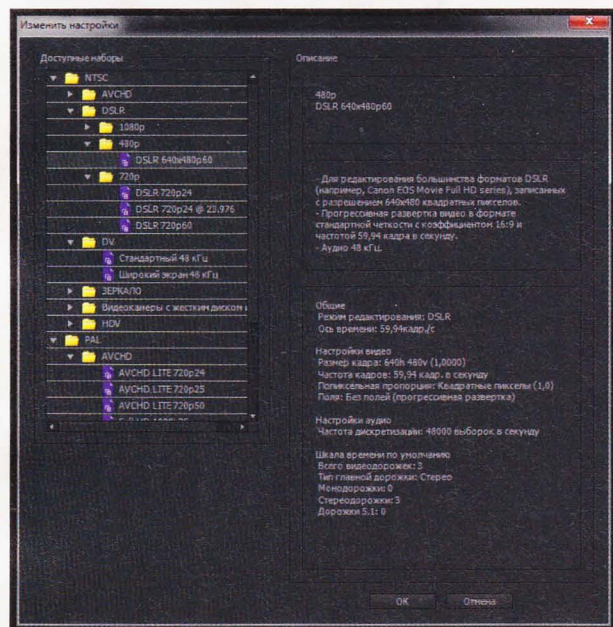 Изменить настройки
Доступные наборы
NTSC
AVCHD
DSLR
1080p
480p
DSLR 640x480p60
720p
DSLR 720p24
DSLR 720p24 @ 23.976
DSLR 720p60
DV
Стандартный 48 кГц
Широкий экран 48 кГц
ЗЕРКАЛО
Видеокамеры с жестким диском и
HDV
PAL
AVCHD
AVCHD LITE 720p24
AVCHD LITE 720p25
AVCHD LITE 720p50
Описание
480p
DSLR 640x480p60
- Для редактирования большинства форматов DSLR
(например, Canon EOS Movie Full HD series), записанных
с разрешением 640x480 квадратных пикселов.
- Прогрессивная развертка видео в формате
стандартной четкости с коэффициентом 16:9 и
частотой 59,94 кадра в секунду.
- Аудио 48 кГц.
Общие
Режим редактирования: DSLR
Ось времени: 59,94кадр./с
Настройки видео
Размер кадра: 640h 480v (1,0000)
Частота кадров: 59,94 кадр. в секунду
Попиксельная пропорция: Квадратные пикселы (1,0)
Поля: Без полей (прогрессивная развертка)
Настройки аудио
Частота дискретизации: 48000 выборок в секунду
Шкала времени по умолчанию
Всего видеодорожек: 3
Тип главной дорожки: Стерео
Монодорожки: 0
Стереодорожки: 3
Дорожки 5.1: 0
ОК
Отмена